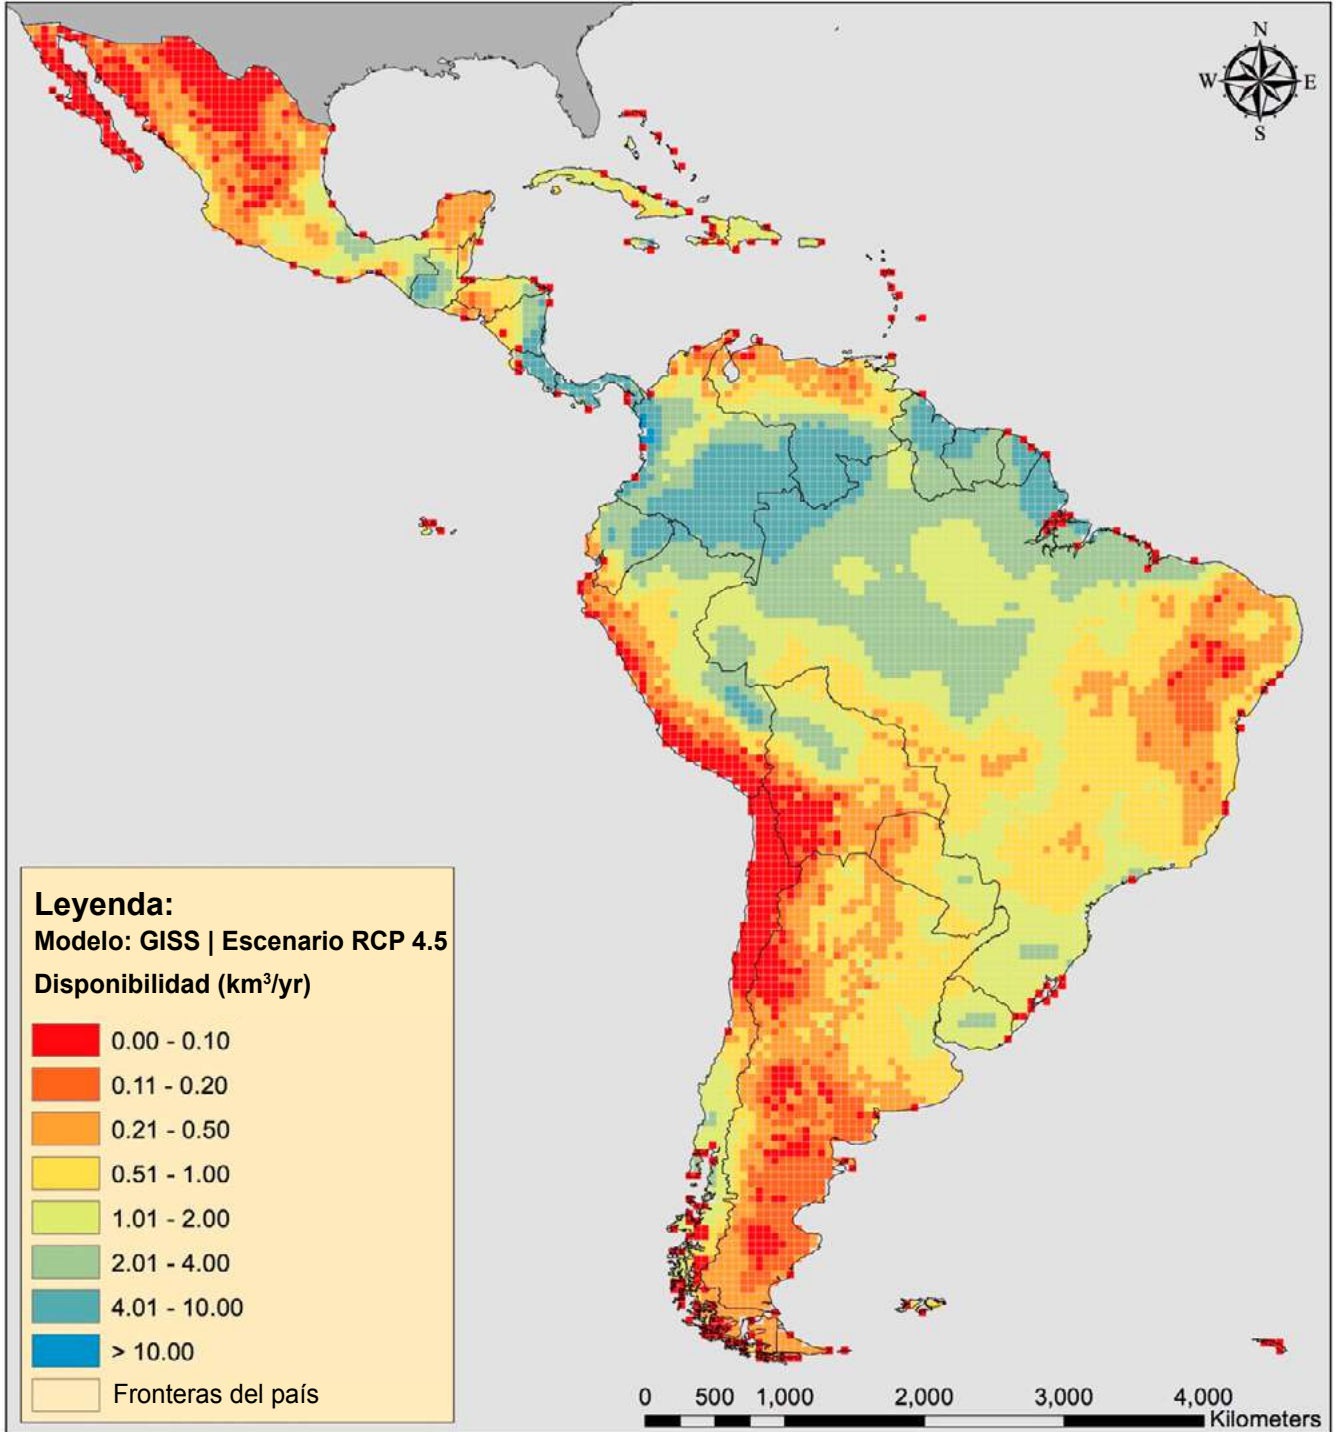 N
W E
S
Leyenda:
Modelo: GISS | Escenario RCP 4.5
Disponibilidad (km³/yr)
0.00 - 0.10
0.11 - 0.20
0.21 - 0.50
0.51 - 1.00
1.01 - 2.00
2.01 - 4.00
4.01 - 10.00
> 10.00
Fronteras del país
0 500 1,000 2,000 3,000 4,000
Kilometers